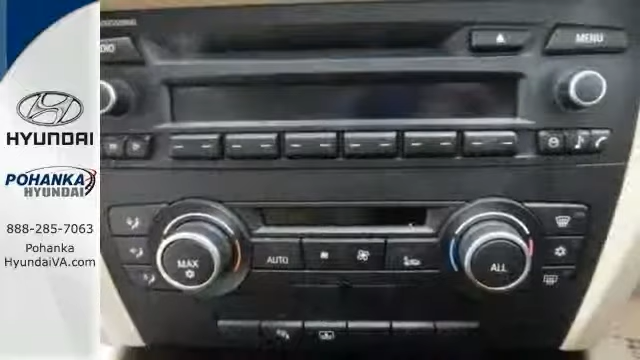 MENU
HYUNDAI
POHANKA
HYUNDAI
888-285-7063
Pohanka
HyundaiVA.com
MAX
AUTO
ALL